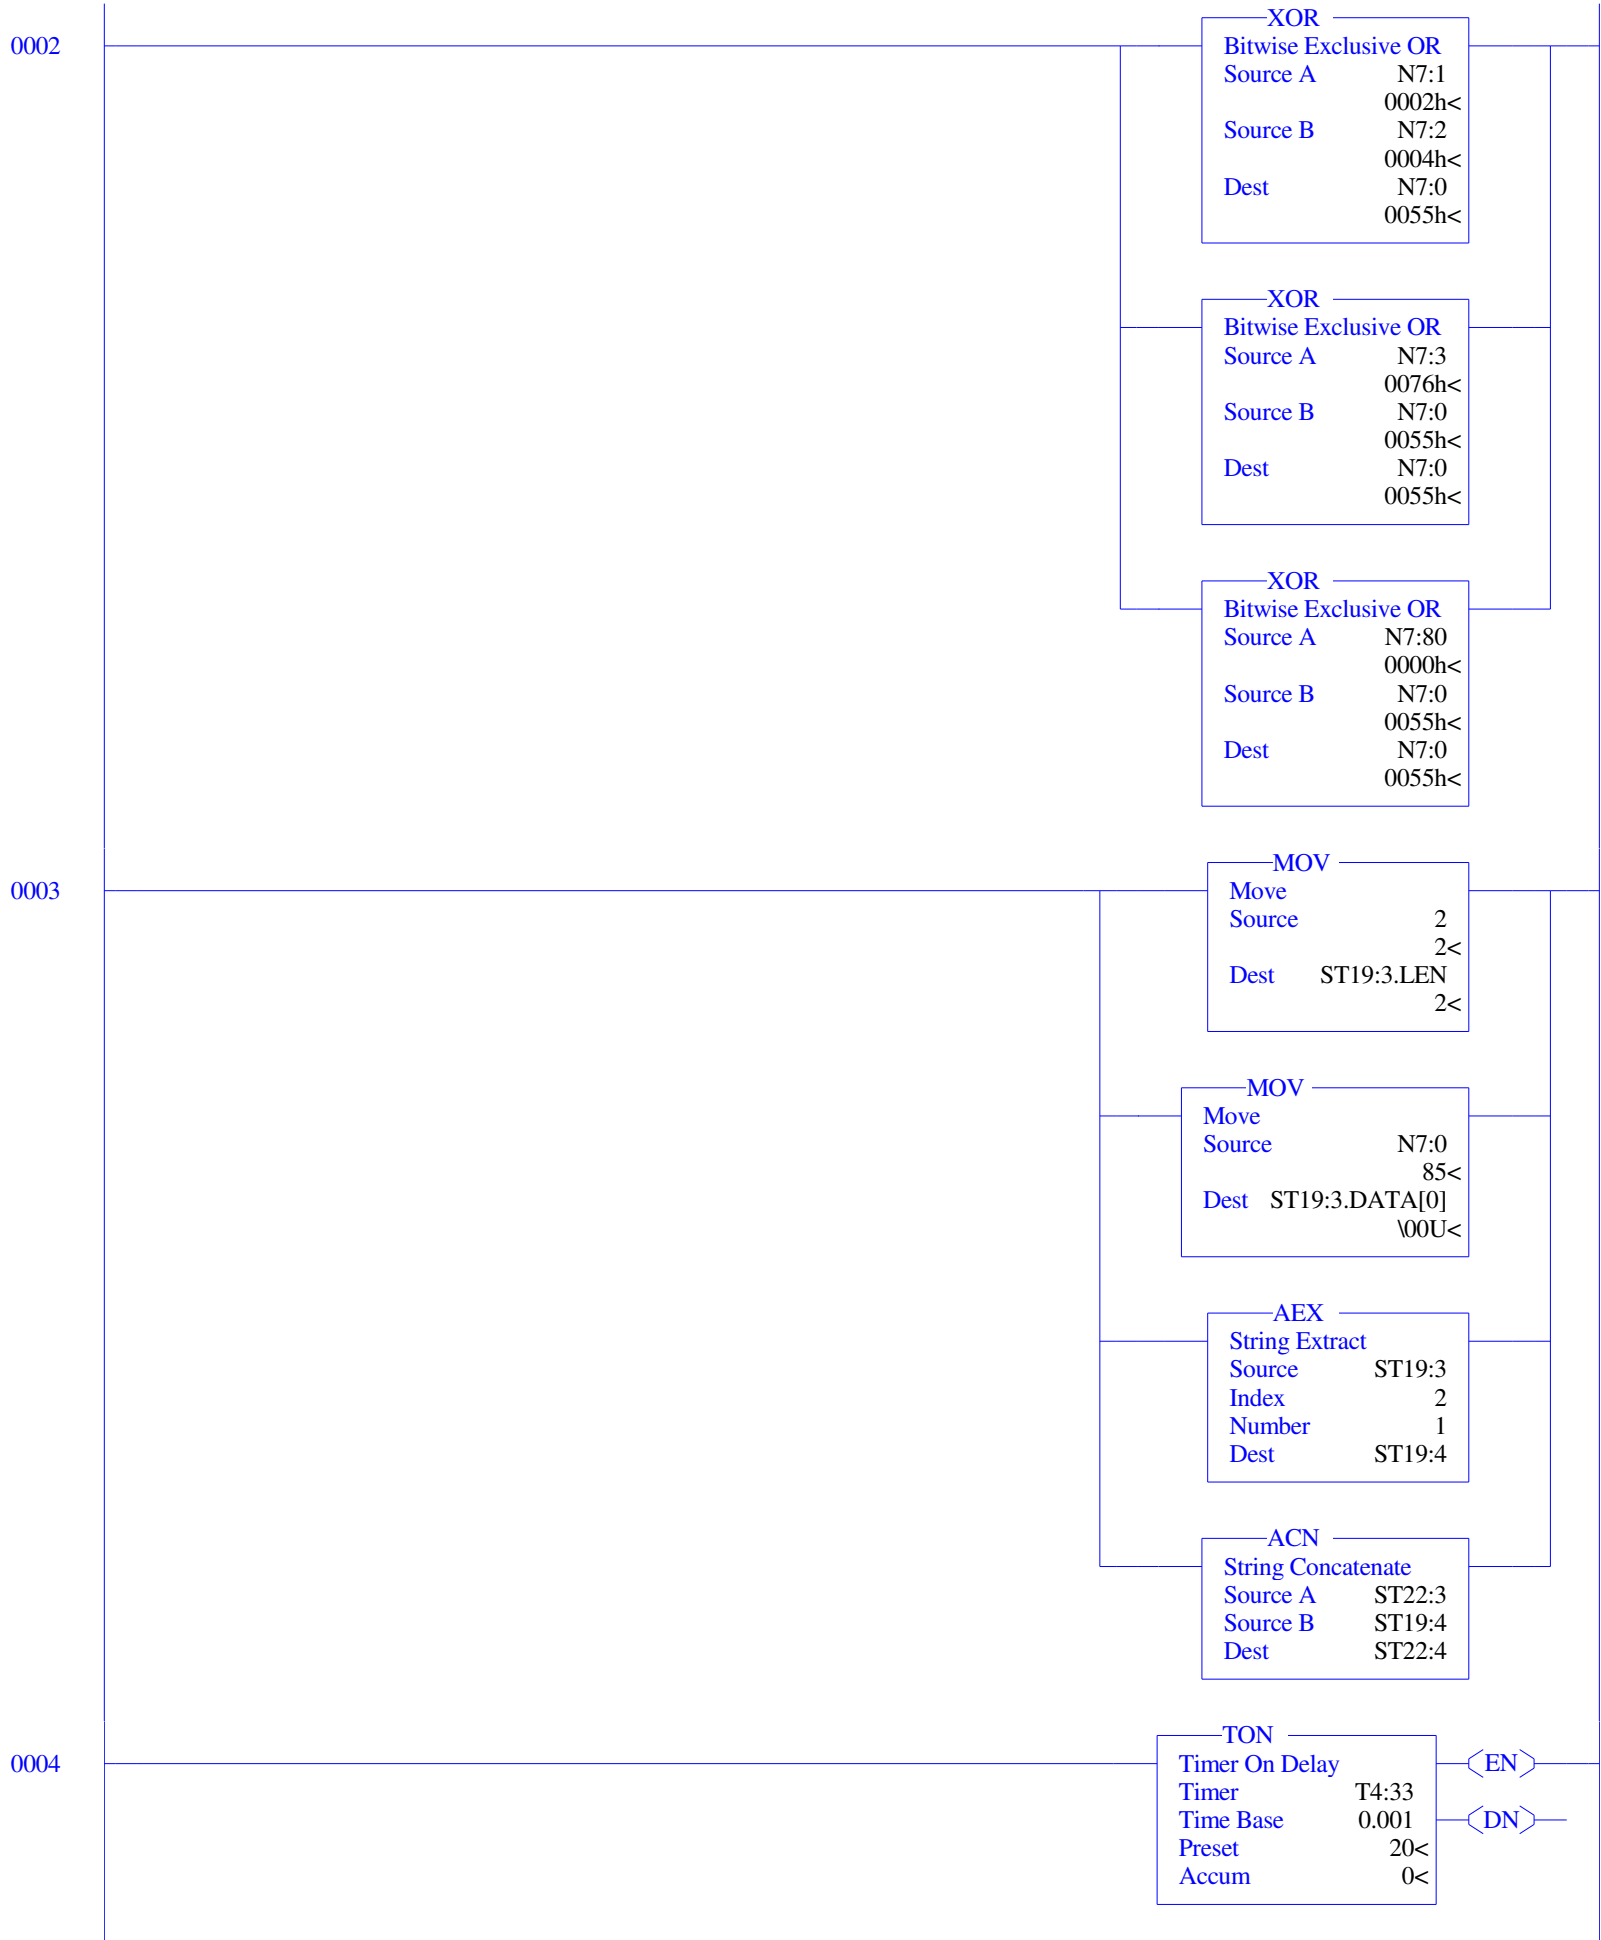 XOR
0002
Bitwise Exclusive OR
Source A N7:1
0002h<
Source B N7:2
0004h<
Dest N7:0
0055h<
XOR
Bitwise Exclusive OR
Source A N7:3
0076h<
Source B N7:0
0055h<
Dest N7:0
0055h<
XOR
Bitwise Exclusive OR
Source A N7:80
0000h<
Source B N7:0
0055h<
Dest N7:0
0055h<
MOV
0003
Move
Source 2
2<
Dest ST19:3.LEN
2<
MOV
Move
Source N7:0
85<
Dest ST19:3.DATA[0]
\00U<
AEX
String Extract
Source ST19:3
Index 2
Number 1
Dest ST19:4
ACN
String Concatenate
Source A ST22:3
Source B ST19:4
Dest ST22:4
TON
0004
Timer On Delay EN
Timer T4:33
Time Base 0.001 DN
Preset 20<
Accum 0<